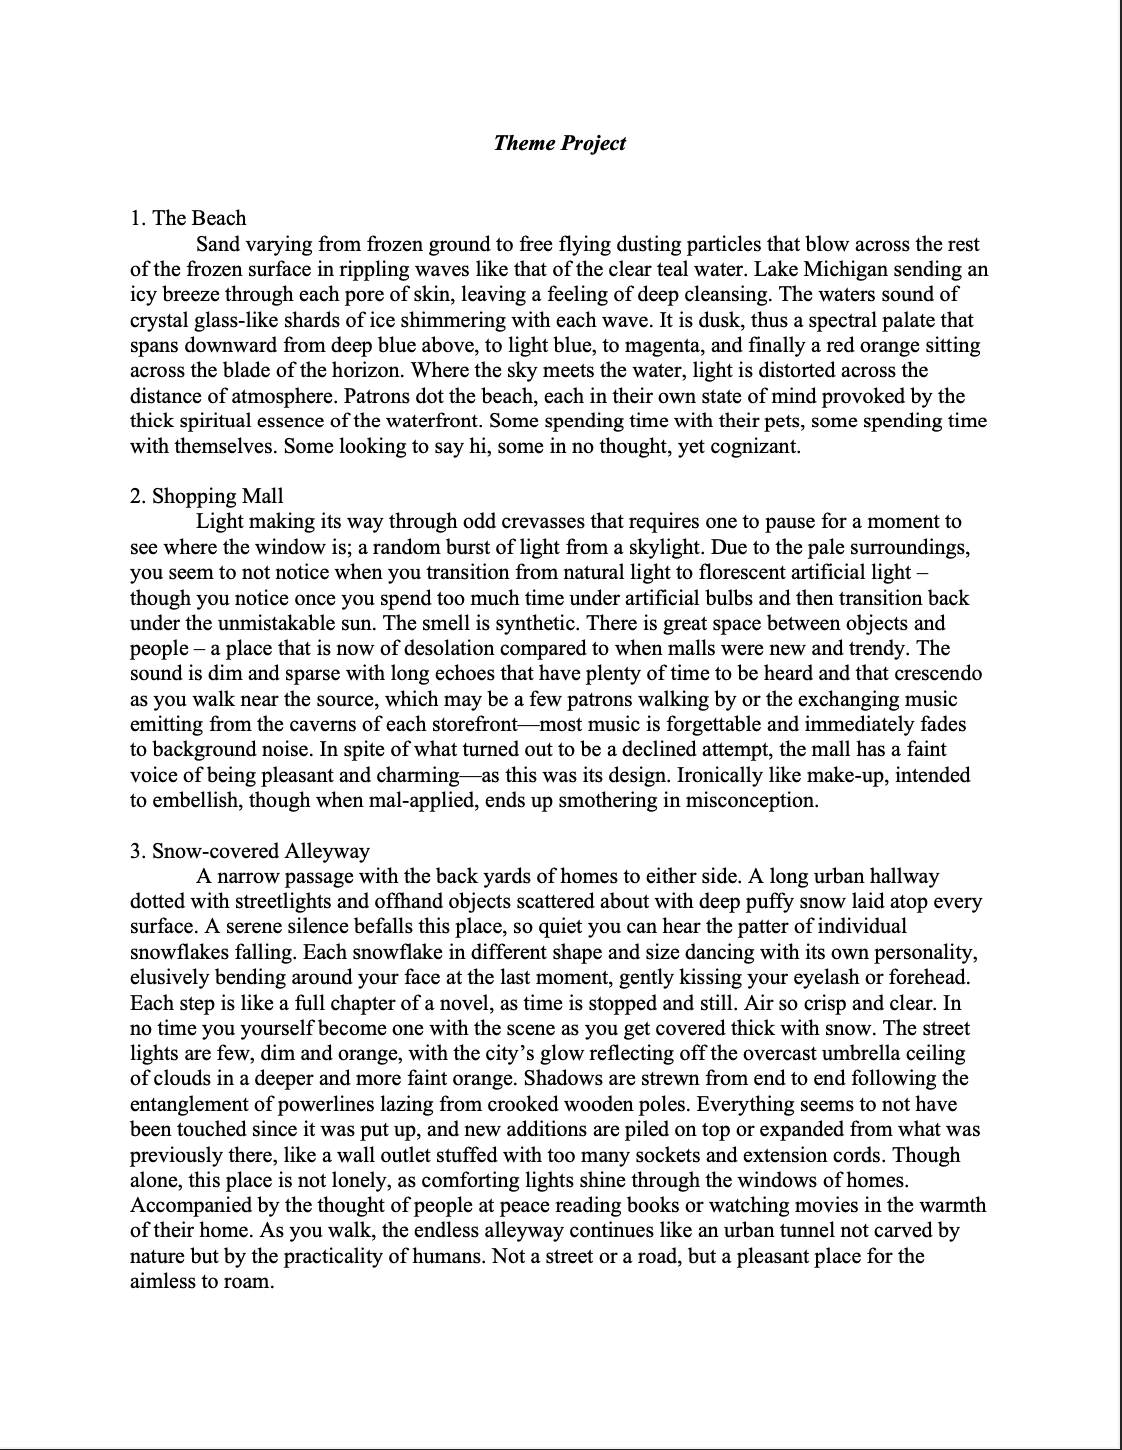 Theme Project
1. The Beach
Sand varying from frozen ground to free flying dusting particles that blow across the rest
of the frozen surface in rippling waves like that of the clear teal water. Lake Michigan sending an
icy breeze through each pore of skin, leaving a feeling of deep cleansing. The waters sound of
crystal glass-like shards of ice shimmering with each wave. It is dusk, thus a spectral palate that
spans downward from deep blue above, to light blue, to magenta, and finally a red orange sitting
across the blade of the horizon. Where the sky meets the water, light is distorted across the
distance of atmosphere. Patrons dot the beach, each in their own state of mind provoked by the
thick spiritual essence of the waterfront. Some spending time with their pets, some spending time
with themselves. Some looking to say hi, some in no thought, yet cognizant.
2. Shopping Mall
Light making its way through odd crevasses that requires one to pause for a moment to
see where the window is; a random burst of light from a skylight. Due to the pale surroundings,
you seem to not notice when you transition from natural light to florescent artificial light –
though you notice once you spend too much time under artificial bulbs and then transition back
under the unmistakable sun. The smell is synthetic. There is great space between objects and
people – a place that is now of desolation compared to when malls were new and trendy. The
sound is dim and sparse with long echoes that have plenty of time to be heard and that crescendo
as you walk near the source, which may be a few patrons walking by or the exchanging music
emitting from the caverns of each storefront—most music is forgettable and immediately fades
to background noise. In spite of what turned out to be a declined attempt, the mall has a faint
voice of being pleasant and charming—as this was its design. Ironically like make-up, intended
to embellish, though when mal-applied, ends up smothering in misconception.
3. Snow-covered Alleyway
A narrow passage with the back yards of homes to either side. A long urban hallway
dotted with streetlights and offhand objects scattered about with deep puffy snow laid atop every
surface. A serene silence befalls this place, so quiet you can hear the patter of individual
snowflakes falling. Each snowflake in different shape and size dancing with its own personality,
elusively bending around your face at the last moment, gently kissing your eyelash or forehead.
Each step is like a full chapter of a novel, as time is stopped and still. Air so crisp and clear. In
no time you yourself become one with the scene as you get covered thick with snow. The street
lights are few, dim and orange, with the city’s glow reflecting off the overcast umbrella ceiling
of clouds in a deeper and more faint orange. Shadows are strewn from end to end following the
entanglement of powerlines lazing from crooked wooden poles. Everything seems to not have
been touched since it was put up, and new additions are piled on top or expanded from what was
previously there, like a wall outlet stuffed with too many sockets and extension cords. Though
alone, this place is not lonely, as comforting lights shine through the windows of homes.
Accompanied by the thought of people at peace reading books or watching movies in the warmth
of their home. As you walk, the endless alleyway continues like an urban tunnel not carved by
nature but by the practicality of humans. Not a street or a road, but a pleasant place for the
aimless to roam.